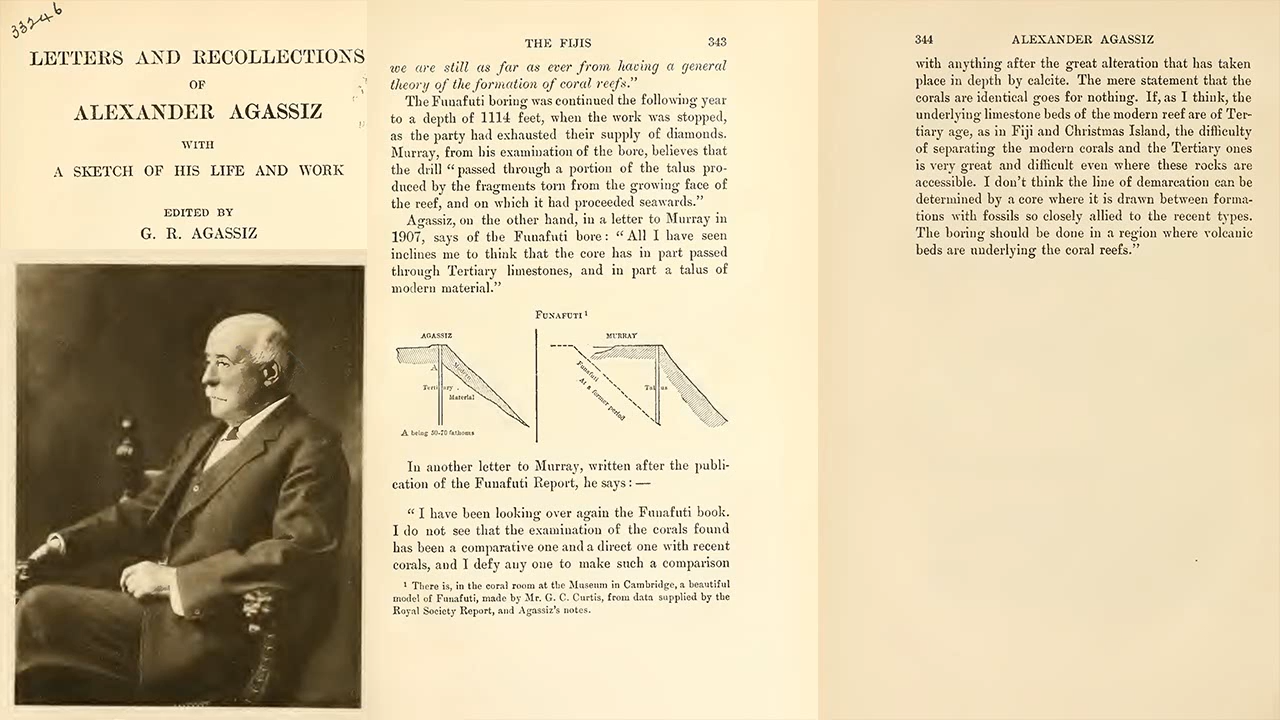 33246
LETTERS AND RECOLLECTIONS
OF
ALEXANDER AGASSIZ
WITH
A SKETCH OF HIS LIFE AND WORK
EDITED BY
G. R. AGASSIZ
THE FIJIS 343
we are still as far as ever from having a general
theory of the formation of coral reefs.”
The Funafuti boring was continued the following year
to a depth of 1114 feet, when the work was stopped,
as the party had exhausted their supply of diamonds.
Murray, from his examination of the bore, believes that
the drill “passed through a portion of the talus pro-
duced by the fragments torn from the growing face of
the reef, and on which it had proceeded seawards.”
Agassiz, on the other hand, in a letter to Murray in
1907, says of the Funafuti bore: “All I have seen
inclines me to think that the core has in part passed
through Tertiary limestones, and in part a talus of
modern material.”
FUNAFUTI 1
AGASSIZ
A
Modern
Tertiary
Material
A being 50-70 fathoms
MURRAY
Funafuti
At a former period
Talus
In another letter to Murray, written after the publi-
cation of the Funafuti Report, he says: —
“I have been looking over again the Funafuti book.
I do not see that the examination of the corals found
has been a comparative one and a direct one with recent
corals, and I defy any one to make such a comparison
1 There is, in the coral room at the Museum in Cambridge, a beautiful
model of Funafuti, made by Mr. G. C. Curtis, from data supplied by the
Royal Society Report, and Agassiz’s notes.
344 ALEXANDER AGASSIZ
with anything after the great alteration that has taken
place in depth by calcite. The mere statement that the
corals are identical goes for nothing. If, as I think, the
underlying limestone beds of the modern reef are of Ter-
tiary age, as in Fiji and Christmas Island, the difficulty
of separating the modern corals and the Tertiary ones
is very great and difficult even where these rocks are
accessible. I don’t think the line of demarcation can be
determined by a core where it is drawn between forma-
tions with fossils so closely allied to the recent types.
The boring should be done in a region where volcanic
beds are underlying the coral reefs.”